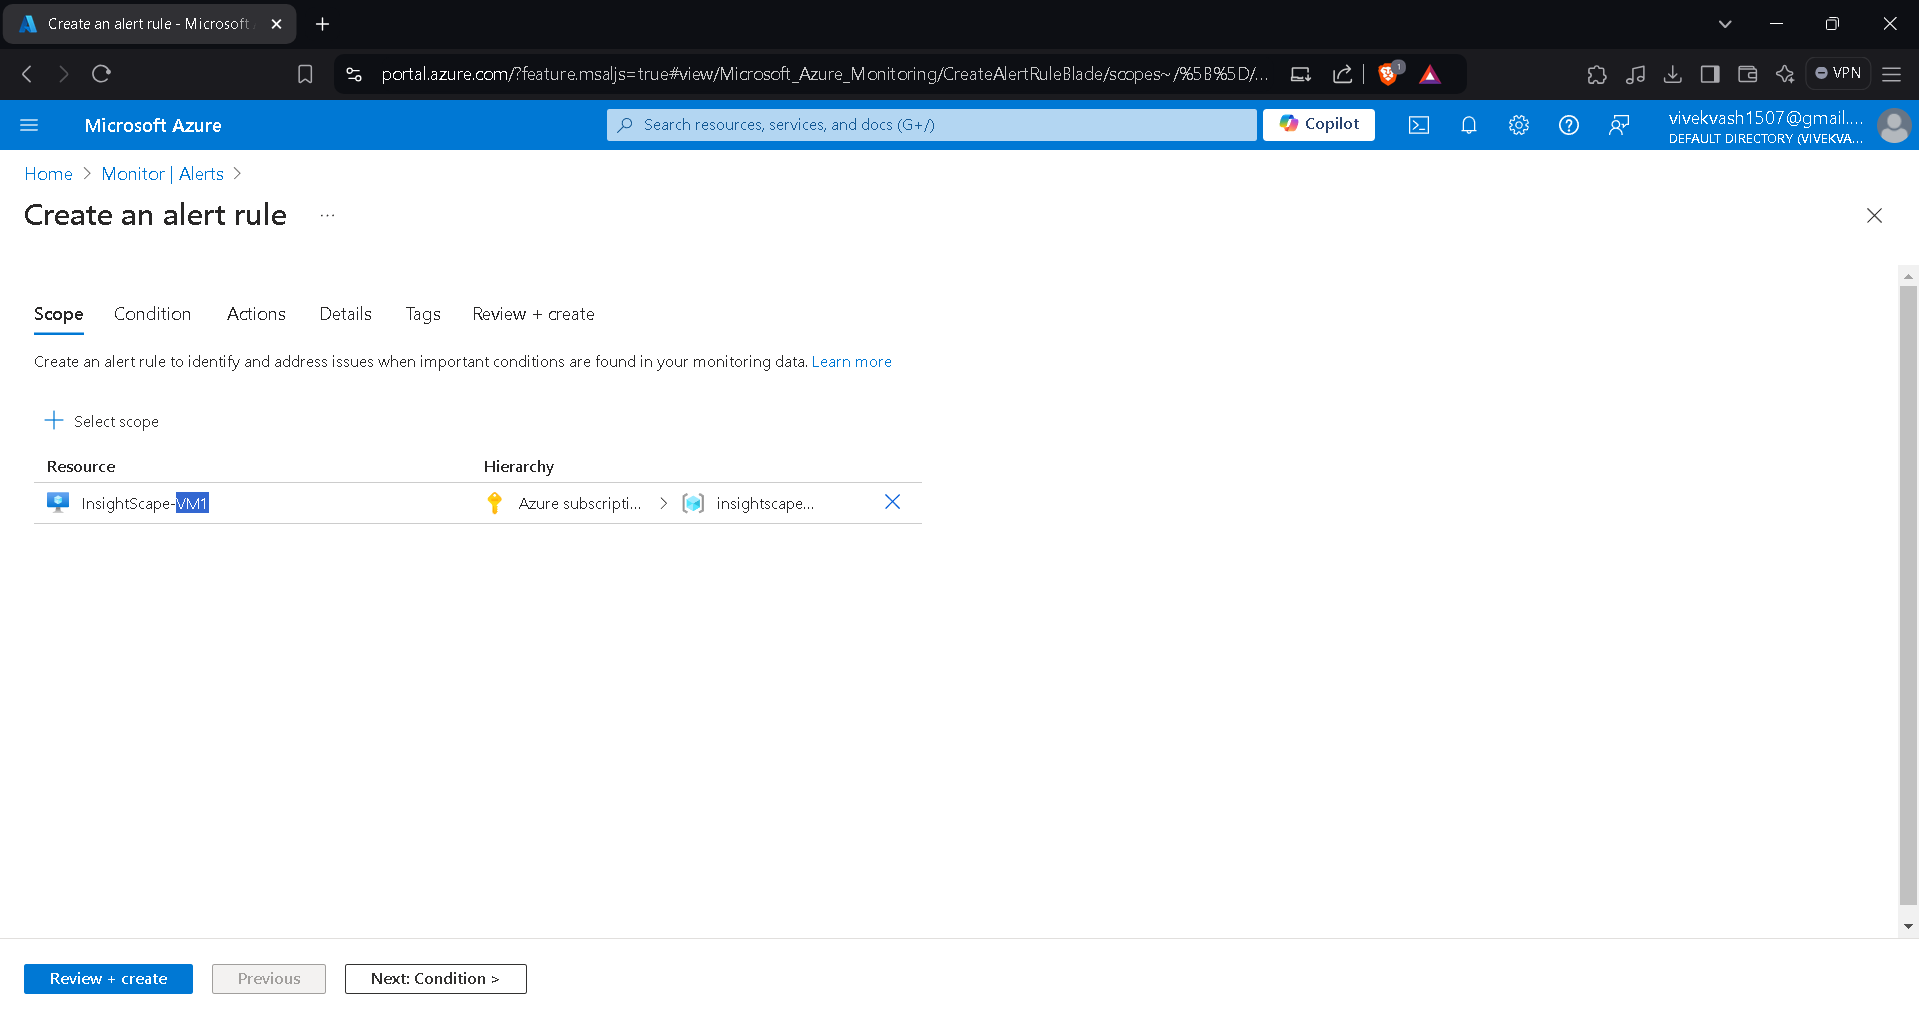 Create an alert rule - Microsoft
portal.azure.com/?feature.msaljs=true#view/Microsoft_Azure_Monitoring/CreateAlertRuleBlade/scopes~/%5B%5D/...
1
VPN
Microsoft Azure
Search resources, services, and docs (G+/)
Copilot
vivekvash1507@gmail....
DEFAULT DIRECTORY (VIVEKVA...
Home > Monitor | Alerts >
Create an alert rule ...
Scope Condition Actions Details Tags Review + create
Create an alert rule to identify and address issues when important conditions are found in your monitoring data. Learn more
Select scope
Resource Hierarchy
InsightScape-VM1 Azure subscripti... > insightscape...
Review + create Previous Next: Condition >